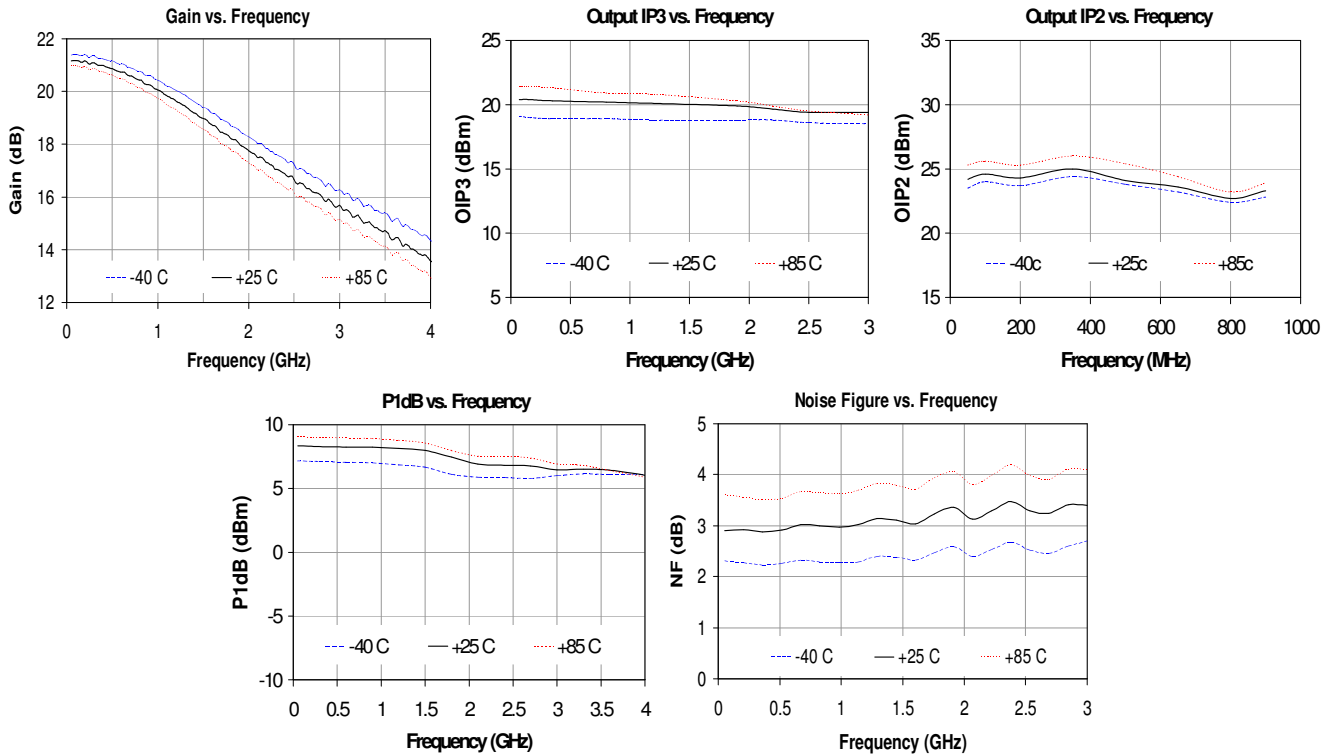 Gain vs. Frequency
22
20
18
16
14
12
Gain (dB)
-40 C
+25 C
+85 C
0
1
2
3
4
Frequency (GHz)
Output IP3 vs. Frequency
25
20
15
10
5
OIP3 (dBm)
-40 C
+25 C
+85 C
0
0.5
1
1.5
2
2.5
3
Frequency (GHz)
Output IP2 vs. Frequency
35
30
25
20
15
OIP2 (dBm)
-40c
+25c
+85c
0
200
400
600
800
1000
Frequency (MHz)
P1dB vs. Frequency
10
5
0
-5
-10
P1dB (dBm)
-40 C
+25 C
+85 C
0
0.5
1
1.5
2
2.5
3
3.5
4
Frequency (GHz)
Noise Figure vs. Frequency
5
4
3
2
1
0
NF (dB)
-40 C
+25 C
+85 C
0
0.5
1
1.5
2
2.5
3
Frequency (GHz)